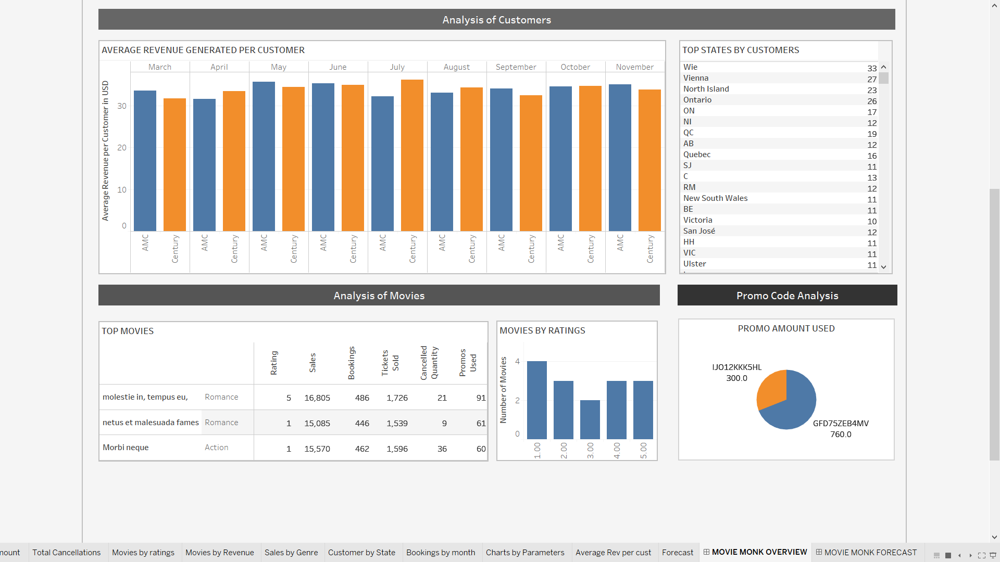 Analysis of Customers
AVERAGE REVENUE GENERATED PER CUSTOMER
March April May June July August September October November
Average Revenue per Customer in USD
30
20
10
0
AMC Century AMC Century AMC Century AMC Century AMC Century AMC Century AMC Century AMC Century AMC Century
TOP STATES BY CUSTOMERS
Wie 33
Vienna 27
North Island 23
Ontario 26
ON 17
NI 12
QC 19
AB 12
Quebec 16
SJ 11
C 13
RM 12
New South Wales 11
BE 11
Victoria 10
San José 12
HH 11
VIC 11
Ulster 11
Analysis of Movies
TOP MOVIES
Rating Sales Bookings Tickets Sold Cancelled Quantity Promos Used
molestie in, tempus eu, Romance 5 16,805 486 1,726 21 91
netus et malesuada fames Romance 1 15,085 446 1,539 9 61
Morbi neque Action 1 15,570 462 1,596 36 60
MOVIES BY RATINGS
Number of Movies
4
2
0
1.00 2.00 3.00 4.00 5.00
Promo Code Analysis
PROMO AMOUNT USED
IJO12KKK5HL
300.0
GFD75ZEB4MV
760.0
Total Cancellations Movies by ratings Movies by Revenue Sales by Genre Customer by State Bookings by month Charts by Parameters Average Rev per cust Forecast MOVIE MONK OVERVIEW MOVIE MONK FORECAST